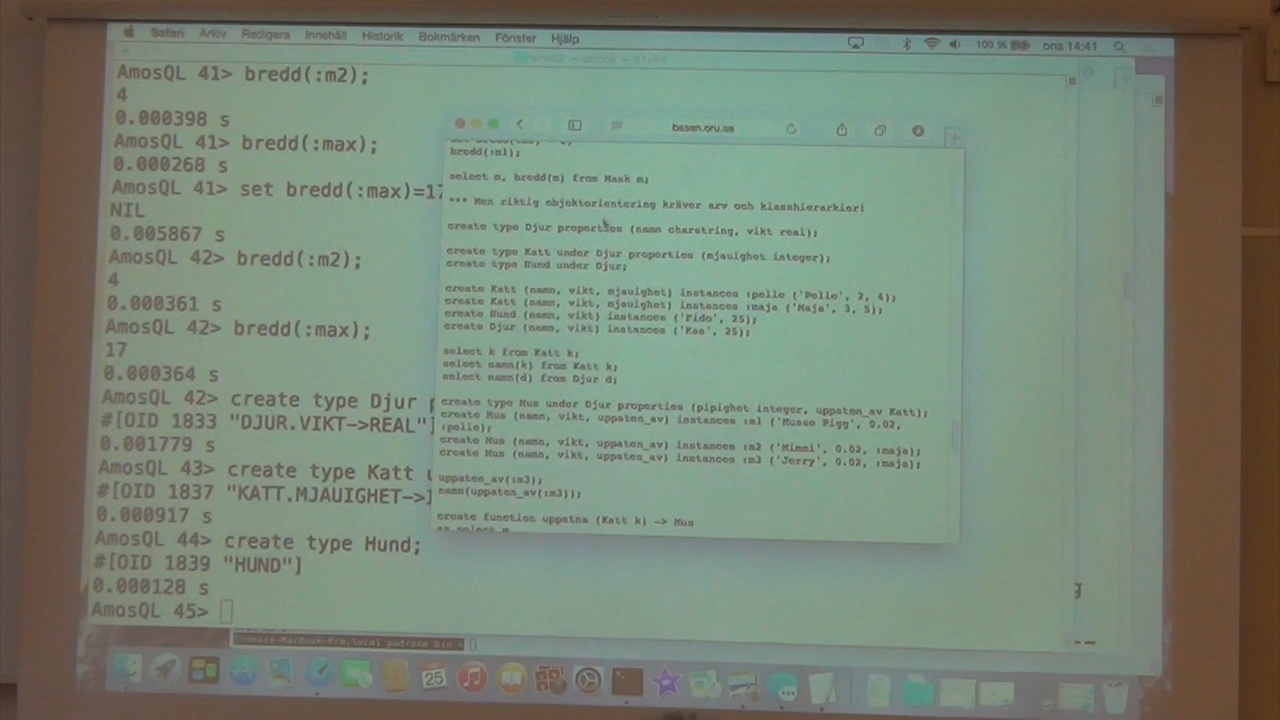 Safari Arkiv Redigera Innehåll Historik Bokmärken Fönster Hjälp 100 % ons 14:41
AmosQL 41> bredd(:m2);
4
0.000398 s
AmosQL 41> bredd(:max);
0.000268 s
AmosQL 41> set bredd(:max)=17
NIL
0.005867 s
AmosQL 42> bredd(:m2);
4
0.000361 s
AmosQL 42> bredd(:max);
17
0.000364 s
AmosQL 42> create type Djur
#[OID 1833 "DJUR.VIKT->REAL"]
0.001779 s
AmosQL 43> create type Katt
#[OID 1837 "KATT.MJAUIGHET->
0.000917 s
AmosQL 44> create type Hund;
#[OID 1839 "HUND"]
0.000128 s
AmosQL 45>
basen.oru.se
bredd(:m1);
select m, bredd(m) from Mask m;
*** Men riktig objektorientering kräver arv och klasshierarkier!
create type Djur properties (namn charstring, vikt real);
create type Katt under Djur properties (mjauighet integer);
create type Hund under Djur;
create Katt (namn, vikt, mjauighet) instances :pelle ('Pelle', 2, 4);
create Katt (namn, vikt, mjauighet) instances :maja ('Maja', 3, 5);
create Hund (namn, vikt) instances ('Fido', 25);
create Djur (namn, vikt) instances ('Kaa', 25);
select k from Katt k;
select namn(k) from Katt k;
select namn(d) from Djur d;
create type Mus under Djur properties (pipighet integer, uppaten_av Katt);
create Mus (namn, vikt, uppaten_av) instances :m1 ('Musse Pigg', 0.02,
:pelle);
create Mus (namn, vikt, uppaten_av) instances :m2 ('Mimmi', 0.02, :maja);
create Mus (namn, vikt, uppaten_av) instances :m3 ('Jerry', 0.02, :maja);
uppaten_av(:m3);
namn(uppaten_av(:m3));
create function uppatna (Katt k) -> Mus
as select m
Thomass-MacBook-Pro.local padrone bin
25